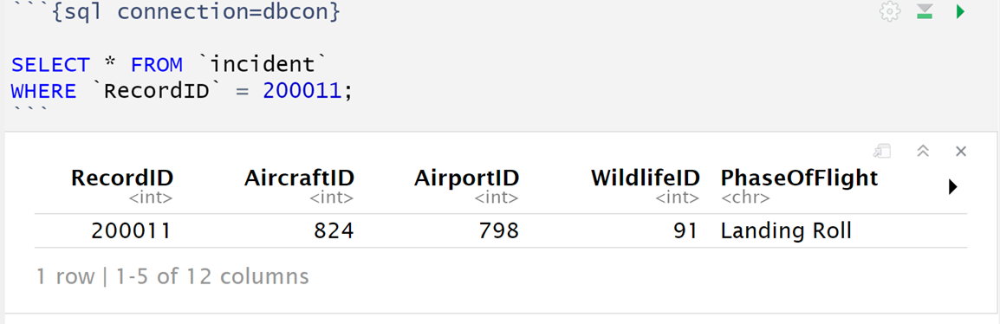 ```{sql connection=dbcon}
SELECT * FROM `incident`
WHERE `RecordID` = 200011;
```
RecordID AircraftID AirportID WildlifeID PhaseOfFlight
<int> <int> <int> <int> <chr>
200011 824 798 91 Landing Roll
1 row | 1-5 of 12 columns